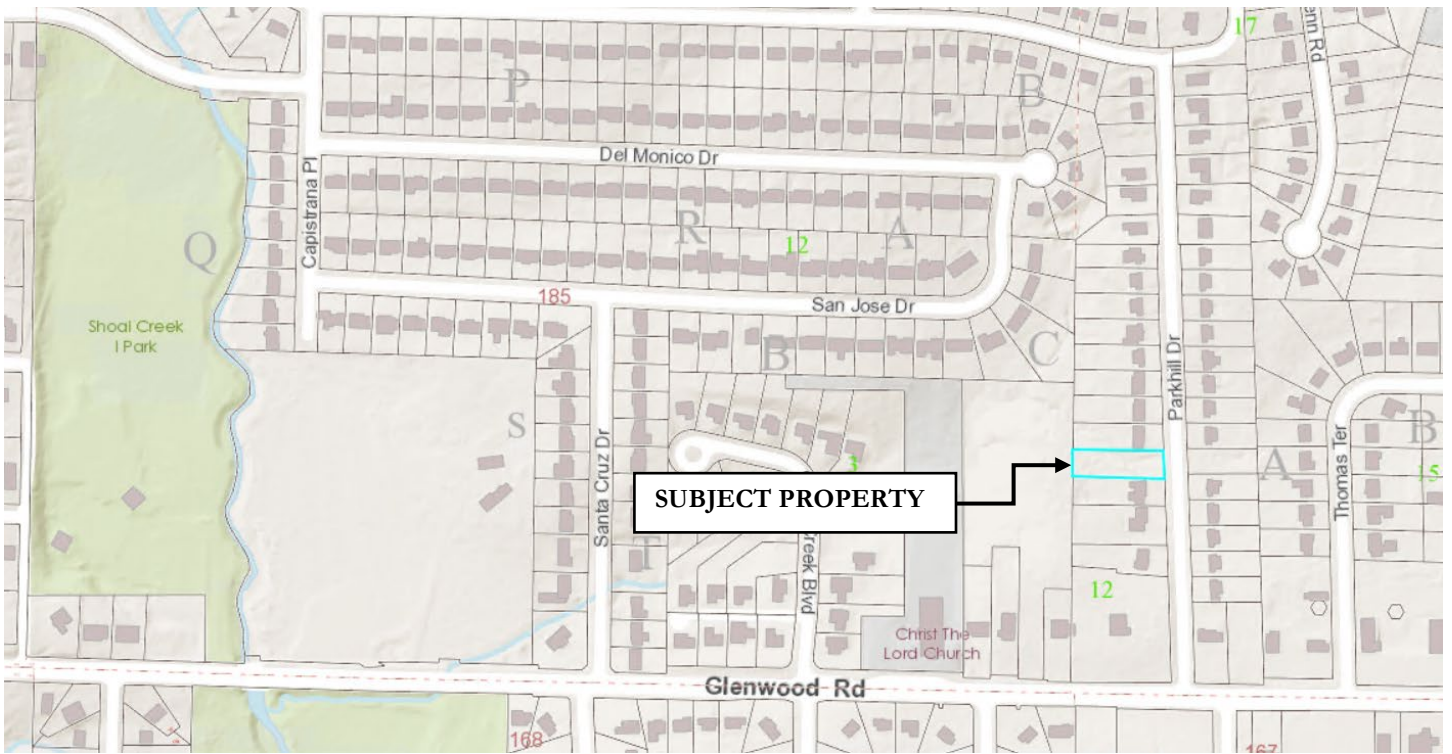 17
enn Rd
P
B
Del Monico Dr
Capistrana Pl
Q
R
12
A
185
San Jose Dr
Shoal Creek
I Park
B
C
Parkhill Dr
S
Santa Cruz Dr
3
A
Thomas Ter
B
15
SUBJECT PROPERTY
T
reek Blvd
12
Christ The
Lord Church
Glenwood Rd
168
167